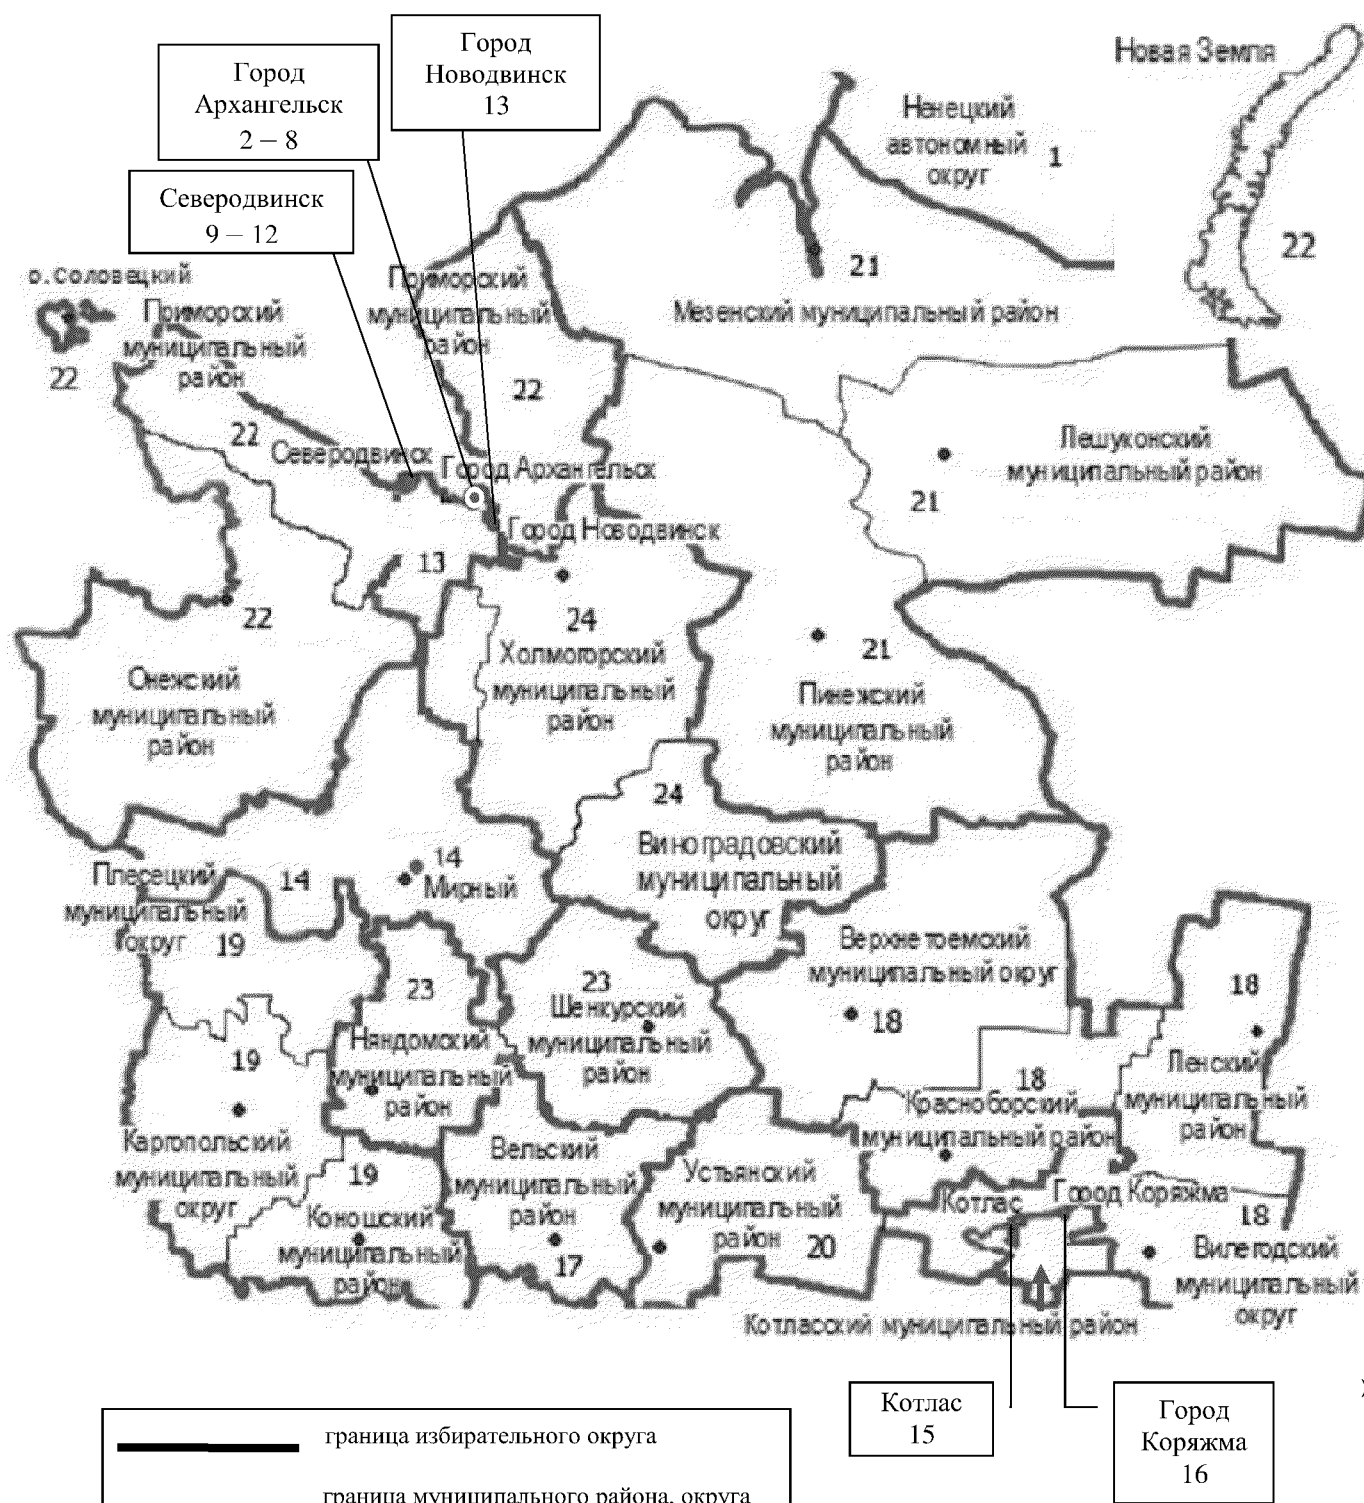 Город
Новодвинск
13
Город
Архангельск
2 – 8
Северодвинск
9 – 12
Новая Земля
22
Ненецкий
автономный
округ
1
21
Мезенский муниципальный район
о. Соловецкий
22
Приморский
муниципальный
район
22
Приморский
муниципальный
район
22
Северодвинск
Город Архангельск
Город Новодвинск
13
Лешуконский
муниципальный район
21
22
Онежский
муниципальный
район
24
Холмогорский
муниципальный
район
21
Пинежский
муниципальный
район
24
Виноградовский
муниципальный
округ
14
Мирный
Плесецкий
муниципальный
округ
14
19
23
Няндомский
муниципальный
район
23
Шенкурский
муниципальный
район
Верхнетоемский
муниципальный округ
18
18
Ленский
муниципальный
район
18
Красноборский
муниципальный район
19
Каргопольский
муниципальный
округ
19
Коношский
муниципальный
район
Вельский
муниципальный
район
17
Устьянский
муниципальный
район
20
Котлас
Город Коряжма
18
Вилегодский
муниципальный
округ
Котласский муниципальный район
Котлас
15
Город
Коряжма
16
граница избирательного округа
граница муниципального района, округа